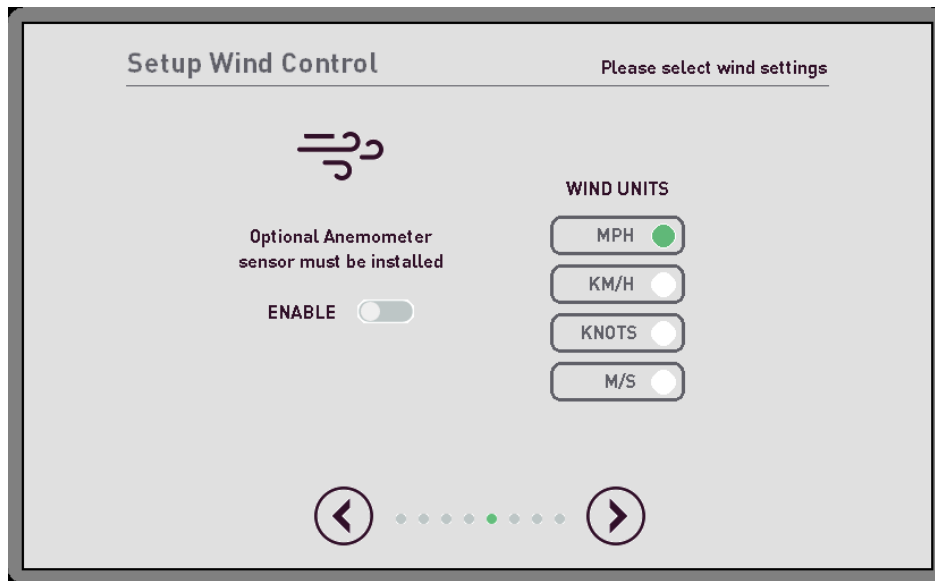 Setup Wind Control
Please select wind settings
Optional Anemometer
sensor must be installed
ENABLE
WIND UNITS
MPH
KM/H
KNOTS
M/S